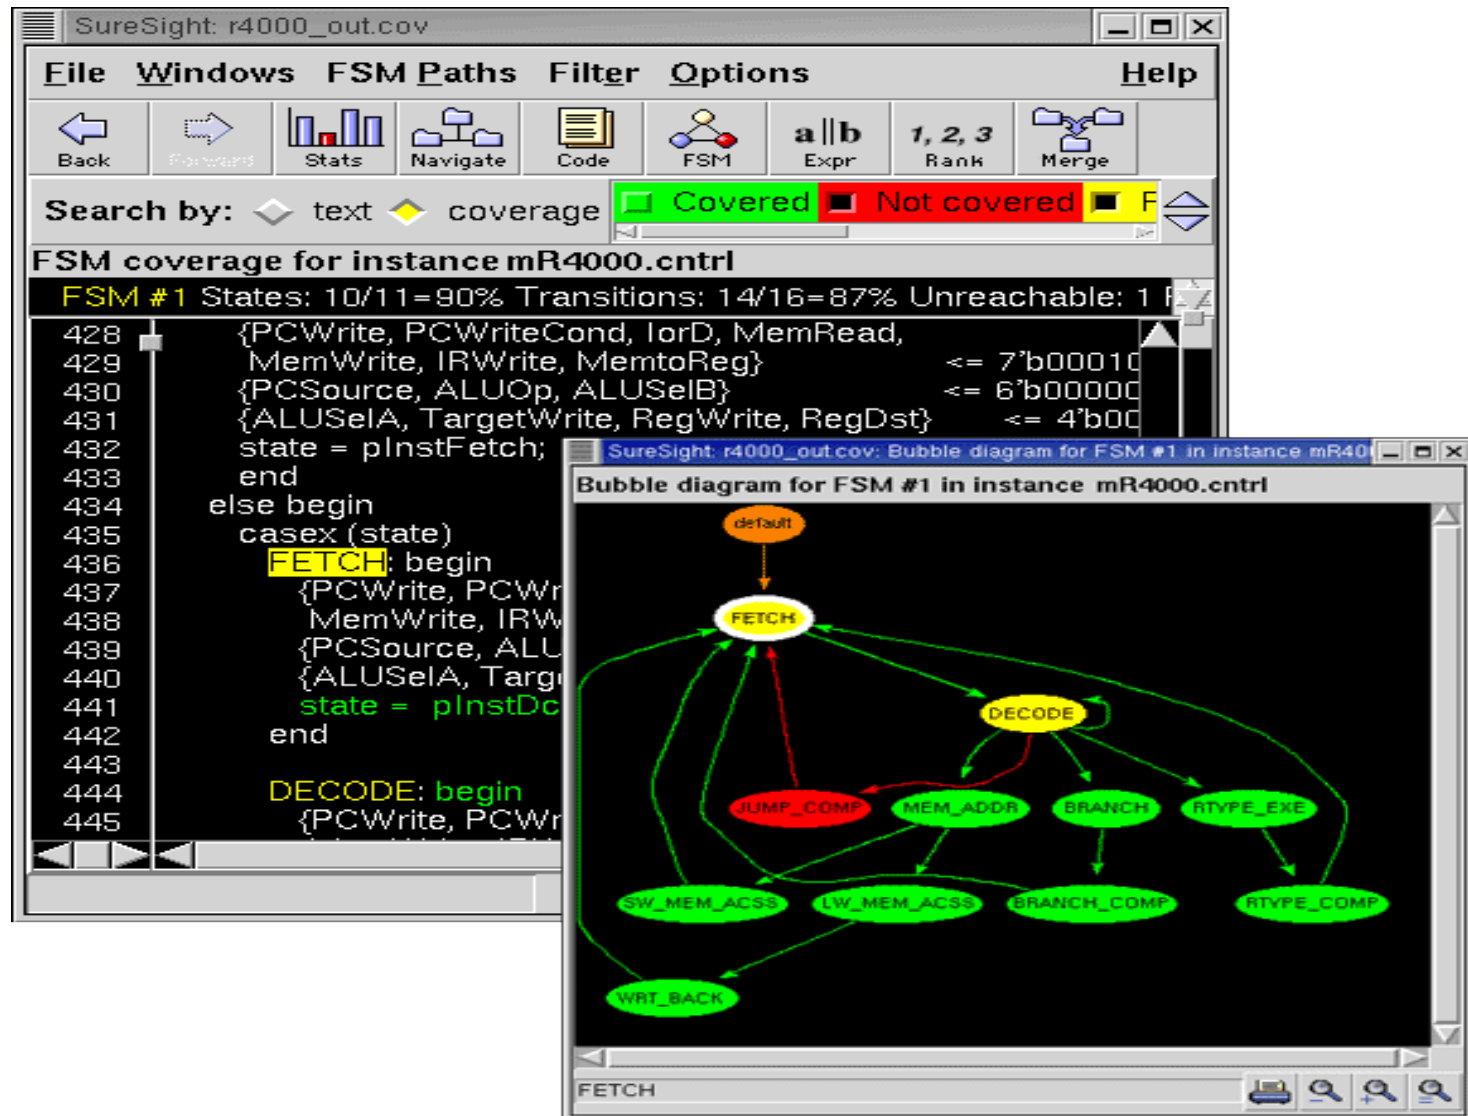 SureSight: r4000_out.cov
File Windows FSM Paths Filter Options Help
Back Forward Stats Navigate Code FSM a||b Expr 1, 2, 3 Rank Merge
Search by: text coverage Covered Not covered F
FSM coverage for instance mR4000.cntrl
FSM #1 States: 10/11=90% Transitions: 14/16=87% Unreachable: 1
428 {PCWrite, PCWriteCond, IorD, MemRead,
429 MemWrite, IRWrite, MemtoReg} <= 7'b00010
430 {PCSource, ALUOp, ALUSelB} <= 6'b00000
431 {ALUSelA, TargetWrite, RegWrite, RegDst} <= 4'b00
432 state = pInstFetch;
433 end
434 else begin
435 casex (state)
436 FETCH: begin
437 {PCWrite, PCWr
438 MemWrite, IRW
439 {PCSource, ALU
440 {ALUSelA, Targ
441 state = pInstDc
442 end
443
444 DECODE: begin
445 {PCWrite, PCWr
SureSight: r4000_out.cov: Bubble diagram for FSM #1 in instance mR40
Bubble diagram for FSM #1 in instance mR4000.cntrl
default
FETCH
DECODE
JUMP_COMP MEM_ADDR BRANCH RTYPE_EXE
SW_MEM_ACSS LW_MEM_ACSS BRANCH_COMP RTYPE_COMP
WRT_BACK
FETCH